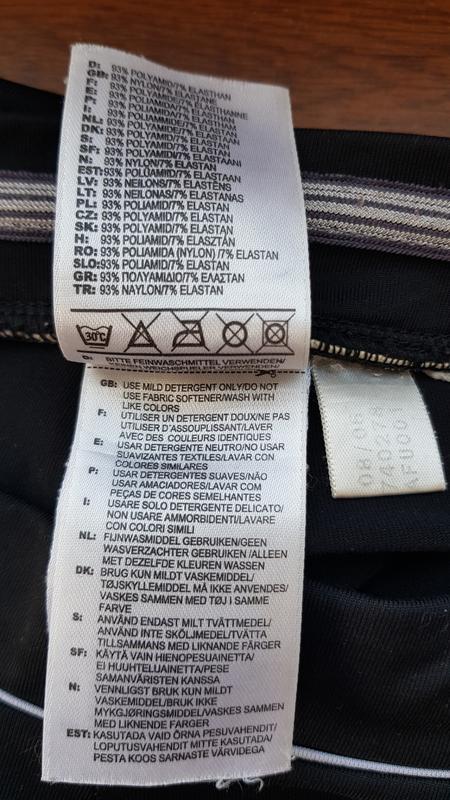 D: 93% POLYAMID/7% ELASTHAN
GB: 93% NYLON/7% ELASTANE
F: 93% POLYAMIDE/7% ELASTHANNE
E: 93% POLIAMIDA/7%
P: 93% POLIAMIDA/7%
I: 93% POLIAMMIDE/7%
NL: 93% POLYAMIDE/7%
DK: 93% POLYAMID/7% ELASTAN
S: 93% POLYAMID/7% ELASTAN
SF: 93% POLYAMIDI/7% ELASTAANI
N: 93% NYLON/7% ELASTAN
EST: 93% POLÜAMIID/7% ELASTAAN
LV: 93% NEILONS/7% ELASTĒNS
LT: 93% NEILONAS/7% ELASTANAS
PL: 93% POLIAMID/7% ELASTAN
CZ: 93% POLYAMID/7% ELASTAN
SK: 93% POLYAMID/7% ELASTAN
H: 93% POLIAMID/7% ELASZTÁN
RO: 93% POLIAMIDA (NYLON) /7% ELASTAN
SLO: 93% POLIAMID/7% ELASTAN
GR: 93% ΠΟΛΥΑΜΙΔΙΟ/7% ΕΛΑΣΤΑΝ
TR: 93% NAYLON/7% ELASTAN
30°C
D: BITTE FEINWASCHMITTEL VERWENDEN/
KEINEN WEICHSPUELER VERWENDEN/
GB: USE MILD DETERGENT ONLY/DO NOT
USE FABRIC SOFTENER/WASH WITH
LIKE COLORS
F: UTILISER UN DETERGENT DOUX/NE PAS
UTILISER D'ASSOUPLISSANT/LAVER
AVEC DES COULEURS IDENTIQUES
E: USAR DETERGENTE NEUTRO/NO USAR
SUAVIZANTES TEXTILES/LAVAR CON
COLORES SIMILARES
P: USAR DETERGENTES SUAVES/NÃO
USAR AMACIADORES/LAVAR COM
PEÇAS DE CORES SEMELHANTES
I: USARE SOLO DETERGENTE DELICATO/
NON USARE AMMORBIDENTI/LAVARE
CON COLORI SIMILI
NL: FIJNWASMIDDEL GEBRUIKEN/GEEN
WASVERZACHTER GEBRUIKEN /ALLEEN
MET DEZELFDE KLEUREN WASSEN
DK: BRUG KUN MILDT VASKEMIDDEL/
TØJSKYLLEMIDDEL MÅ IKKE ANVENDES/
VASKES SAMMEN MED TØJ I SAMME
FARVE
S: ANVÄND ENDAST MILT TVÄTTMEDEL/
ANVÄND INTE SKÖLJMEDEL/TVÄTTA
TILLSAMMANS MED LIKNANDE FÄRGER
SF: KÄYTÄ VAIN HIENOPESUAINETTA/
EI HUUHTELUAINETTA/PESE
SAMANVÄRISTEN KANSSA
N: VENNLIGST BRUK KUN MILDT
VASKEMIDDEL/BRUK IKKE
MYKGJØRINGSMIDDEL/VASKES SAMMEN
MED LIKNENDE FARGER
EST: KASUTADA VAID ÕRNA PESUVAHENDIT/
LOPUTUSVAHENDIT MITTE KASUTADA/
PESTA KOOS SARNASTE VÄRVIDEGA
08/08